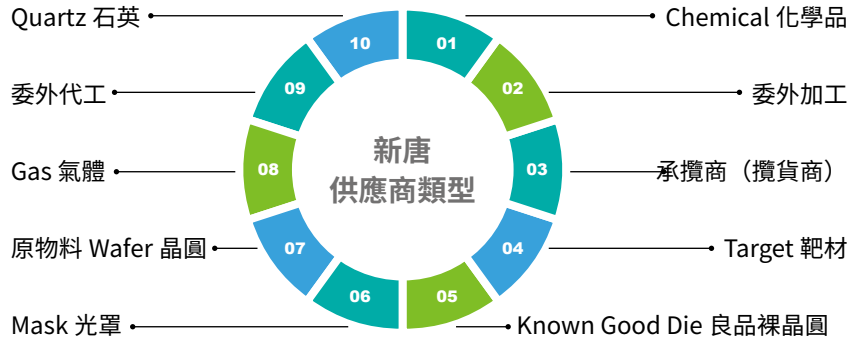 Quartz 石英
Chemical 化學品
委外代工
委外加工
Gas 氣體
承攬商（攬貨商）
原物料 Wafer 晶圓
Target 靶材
Mask 光罩
Known Good Die 良品裸晶圓
10
01
09
02
08
03
07
04
06
05
新唐
供應商類型